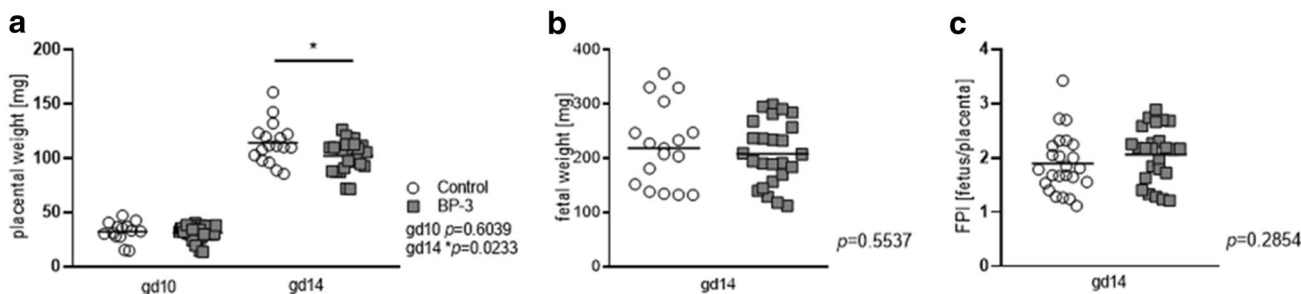 a
placental weight [mg]
200
150
100
50
0
*
gd10
gd14
Control
BP-3
gd10 p=0.6039
gd14 *p=0.0233
b
fetal weight [mg]
400
300
200
100
0
gd14
p=0.5537
c
FPI [fetus/placenta]
4
3
2
1
0
gd14
p=0.2854